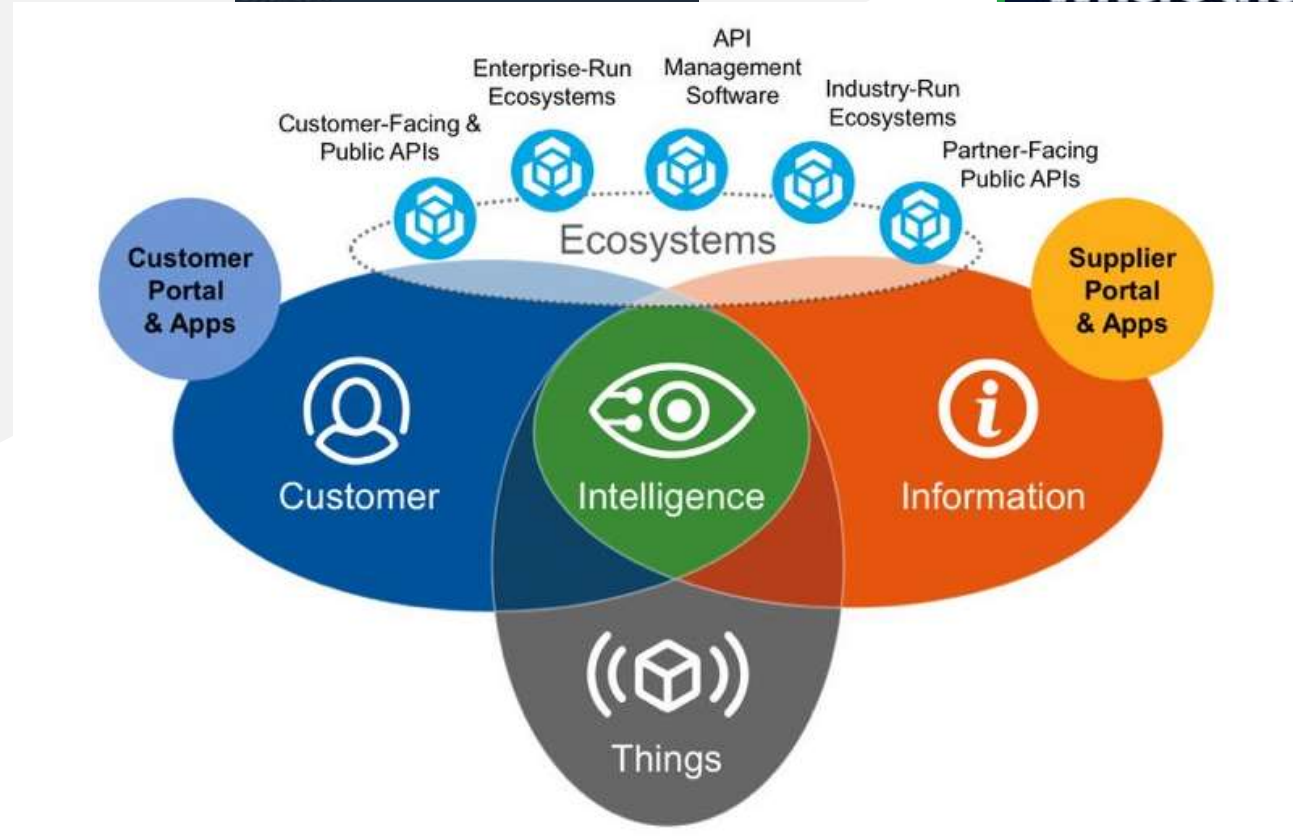 API
Management
Software
Enterprise-Run
Ecosystems
Industry-Run
Ecosystems
Customer-Facing &
Public APIs
Partner-Facing
Public APIs
Ecosystems
Customer
Portal
& Apps
Supplier
Portal
& Apps
Customer
Intelligence
Information
Things